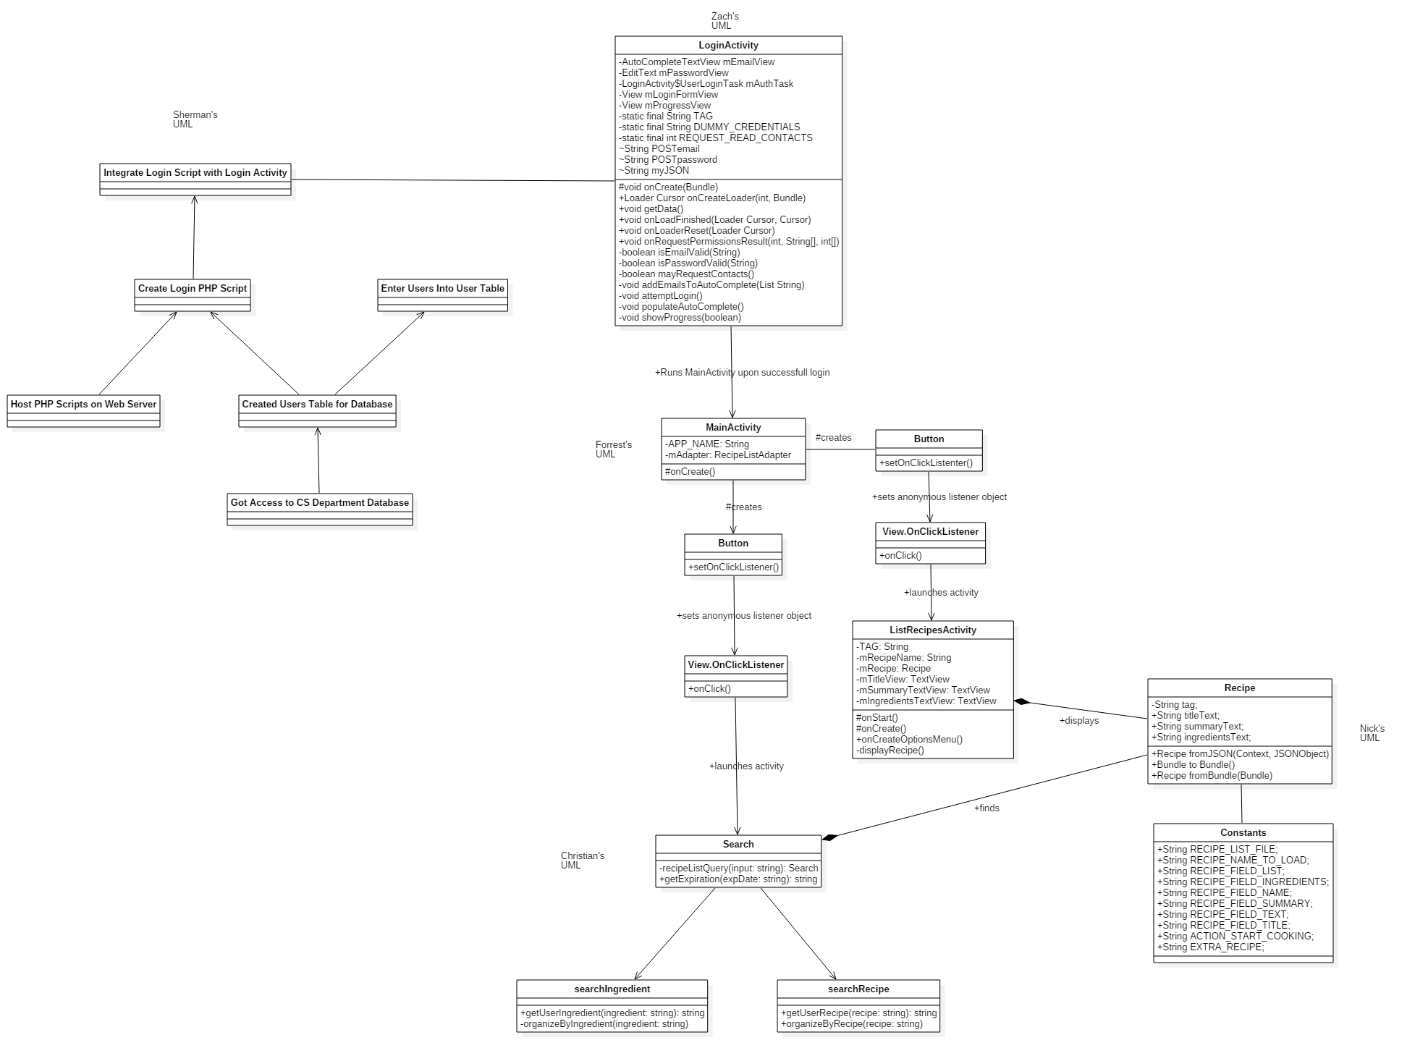 Zach's
UML
LoginActivity
-AutoCompleteTextView mEmailView
-EditText mPasswordView
-LoginActivity$UserLoginTask mAuthTask
-View mLoginFormView
-View mProgressView
-static final String TAG
-static final String DUMMY_CREDENTIALS
-static final int REQUEST_READ_CONTACTS
~String POSTemail
~String POSTpassword
~String myJSON
#void onCreate(Bundle)
+Loader Cursor onCreateLoader(int, Bundle)
+void getData()
+void onLoadFinished(Loader Cursor, Cursor)
+void onLoaderReset(Loader Cursor)
+void onRequestPermissionsResult(int, String[], int[])
-boolean isEmailValid(String)
-boolean isPasswordValid(String)
-boolean mayRequestContacts()
-void addEmailsToAutoComplete(List String)
-void attemptLogin()
-void populateAutoComplete()
-void showProgress(boolean)
Sherman's
UML
Integrate Login Script with Login Activity
Create Login PHP Script
Enter Users Into User Table
Host PHP Scripts on Web Server
Created Users Table for Database
Got Access to CS Department Database
+Runs MainActivity upon successfull login
Forrest's
UML
MainActivity
-APP_NAME: String
-mAdapter: RecipeListAdapter
#onCreate()
#creates
Button
+setOnClickListenter()
+sets anonymous listener object
View.OnClickListener
+onClick()
+launches activity
#creates
Button
+setOnClickListener()
+sets anonymous listener object
View.OnClickListener
+onClick()
+launches activity
ListRecipesActivity
-TAG: String
-mRecipeName: String
-mRecipe: Recipe
-mTitleView: TextView
-mSummaryTextView: TextView
-mIngredientsTextView: TextView
#onStart()
#onCreate()
+onCreateOptionsMenu()
-displayRecipe()
+displays
Recipe
-String tag;
+String titleText;
+String summaryText;
+String ingredientsText;
+Recipe fromJSON(Context, JSONObject)
+Bundle to Bundle()
+Recipe fromBundle(Bundle)
Nick's
UML
+finds
Constants
+String RECIPE_LIST_FILE;
+String RECIPE_NAME_TO_LOAD;
+String RECIPE_FIELD_LIST;
+String RECIPE_FIELD_INGREDIENTS;
+String RECIPE_FIELD_NAME;
+String RECIPE_FIELD_SUMMARY;
+String RECIPE_FIELD_TEXT;
+String RECIPE_FIELD_TITLE;
+String ACTION_START_COOKING;
+String EXTRA_RECIPE;
Christian's
UML
Search
-recipeListQuery(input: string): Search
+getExpiration(expDate: string): string
searchIngredient
+getUserIngredient(ingredient: string): string
-organizeByIngredient(ingredient: string)
searchRecipe
+getUserRecipe(recipe: string): string
+organizeByRecipe(recipe: string)